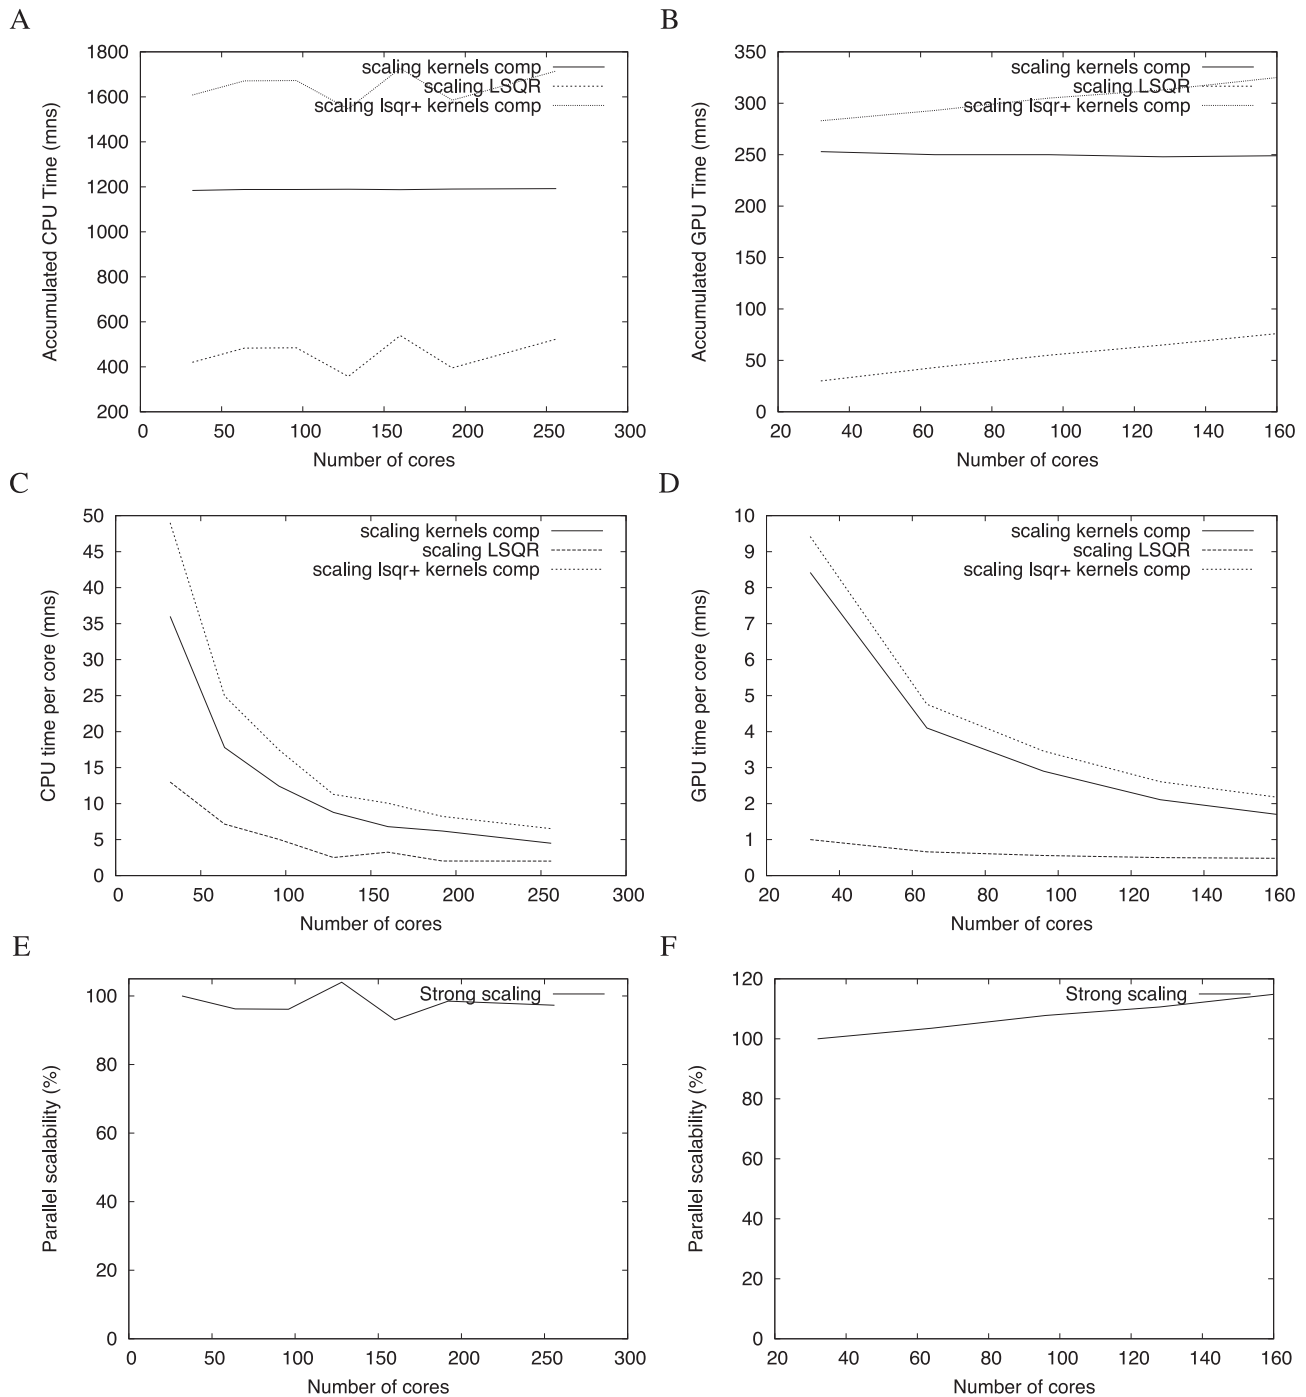 A
Accumulated CPU Time (mns)
1800
1600
1400
1200
1000
800
600
400
200
scaling kernels comp
scaling LSQR
scaling lsqr+ kernels comp
0 50 100 150 200 250 300
Number of cores
B
Accumulated GPU Time (mns)
350
300
250
200
150
100
50
0
scaling kernels comp
scaling LSQR
scaling lsqr+ kernels comp
20 40 60 80 100 120 140 160
Number of cores
C
CPU time per core (mns)
50
45
40
35
30
25
20
15
10
5
0
scaling kernels comp
scaling LSQR
scaling lsqr+ kernels comp
0 50 100 150 200 250 300
Number of cores
D
GPU time per core (mns)
10
9
8
7
6
5
4
3
2
1
0
scaling kernels comp
scaling LSQR
scaling lsqr+ kernels comp
20 40 60 80 100 120 140 160
Number of cores
E
Parallel scalability (%)
100
80
60
40
20
0
Strong scaling
0 50 100 150 200 250 300
Number of cores
F
Parallel scalability (%)
120
100
80
60
40
20
0
Strong scaling
20 40 60 80 100 120 140 160
Number of cores